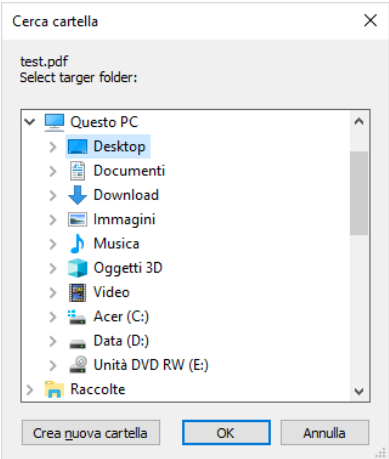 Cerca cartella
test.pdf
Select targer folder:
Questo PC
Desktop
Documenti
Download
Immagini
Musica
Oggetti 3D
Video
Acer (C:)
Data (D:)
Unità DVD RW (E:)
Raccolte
Crea nuova cartella OK Annulla